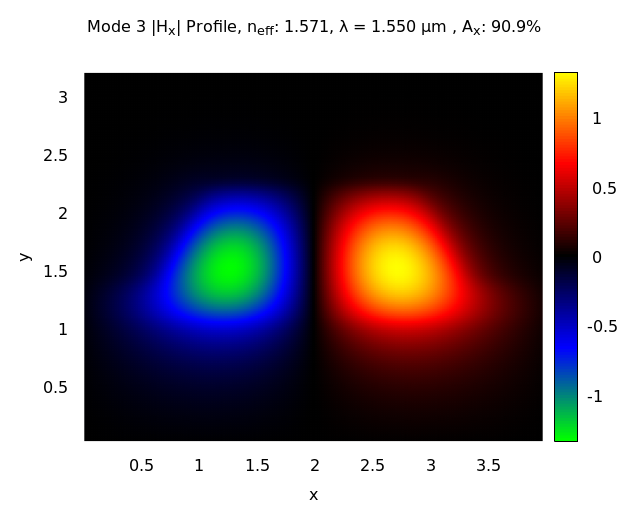 Mode 3 |Hx| Profile, neff: 1.571, λ = 1.550 μm , Ax: 90.9%
3
2.5
2
1.5
1
0.5
y
0.5 1 1.5 2 2.5 3 3.5
x
1
0.5
0
-0.5
-1